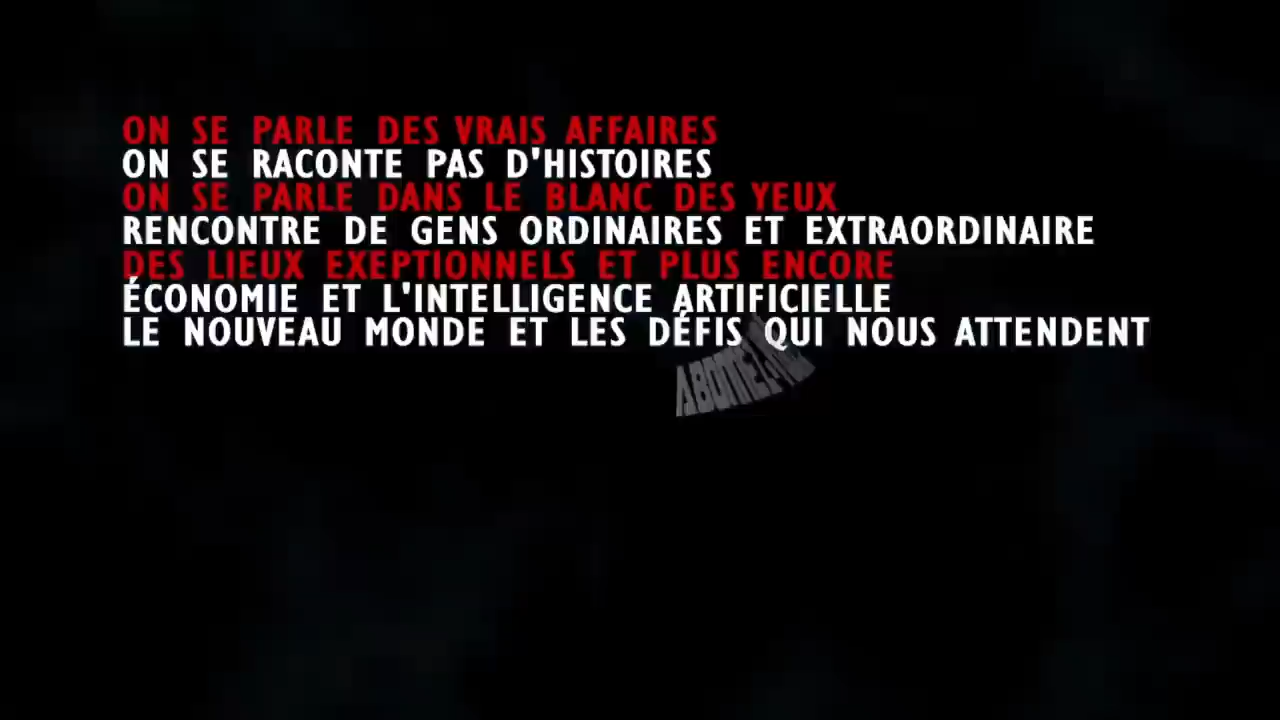 ON SE PARLE DES VRAIS AFFAIRES
ON SE RACONTE PAS D'HISTOIRES
ON SE PARLE DANS LE BLANC DES YEUX
RENCONTRE DE GENS ORDINAIRES ET EXTRAORDINAIRE
DES LIEUX EXEPTIONNELS ET PLUS ENCORE
ÉCONOMIE ET L'INTELLIGENCE ARTIFICIELLE
LE NOUVEAU MONDE ET LES DÉFIS QUI NOUS ATTENDENT